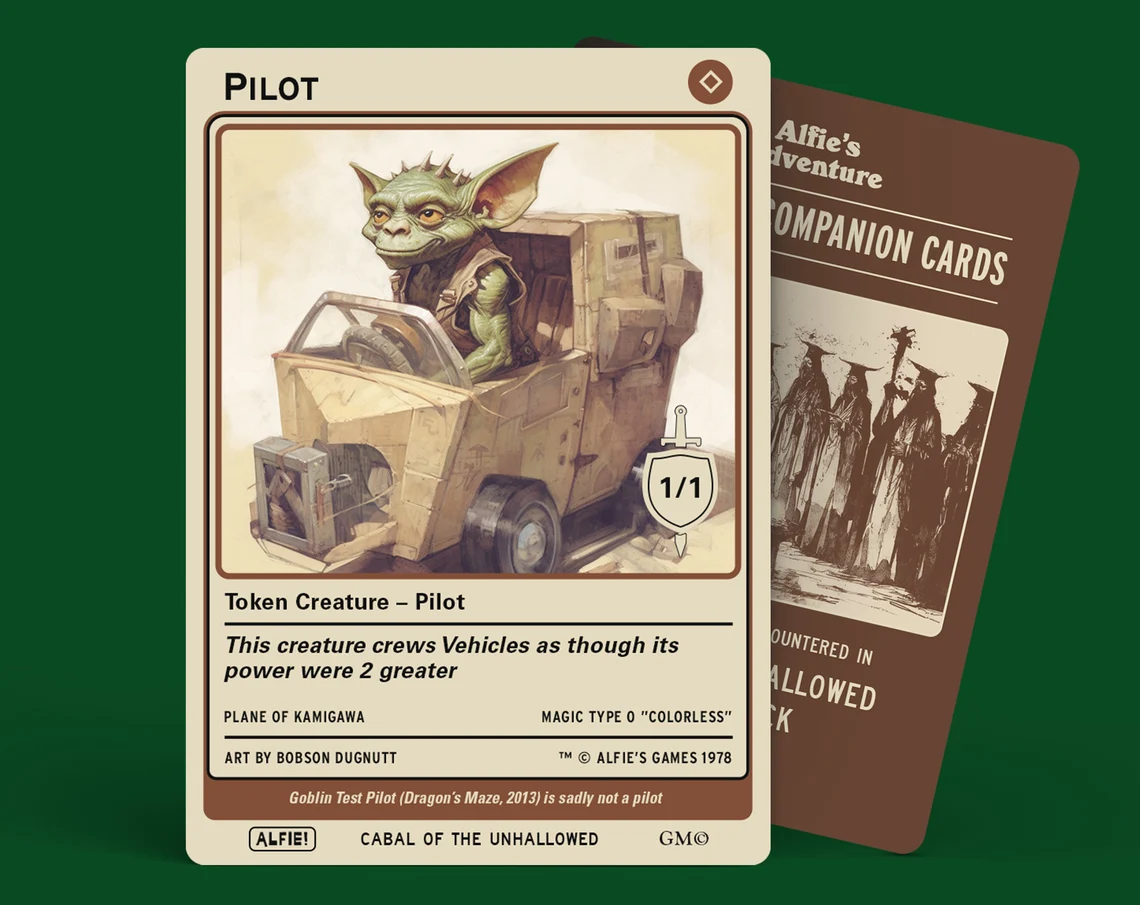 PILOT
1/1
Token Creature – Pilot
This creature crews Vehicles as though its
power were 2 greater
PLANE OF KAMIGAWA
MAGIC TYPE 0 "COLORLESS"
ART BY BOBSON DUGNUTT
™ © ALFIE'S GAMES 1978
Goblin Test Pilot (Dragon's Maze, 2013) is sadly not a pilot
ALFIE!
CABAL OF THE UNHALLOWED
GM©
Alfie's
dventure
OMPANION CARDS
OUNTERED IN
ALLOWED
CK